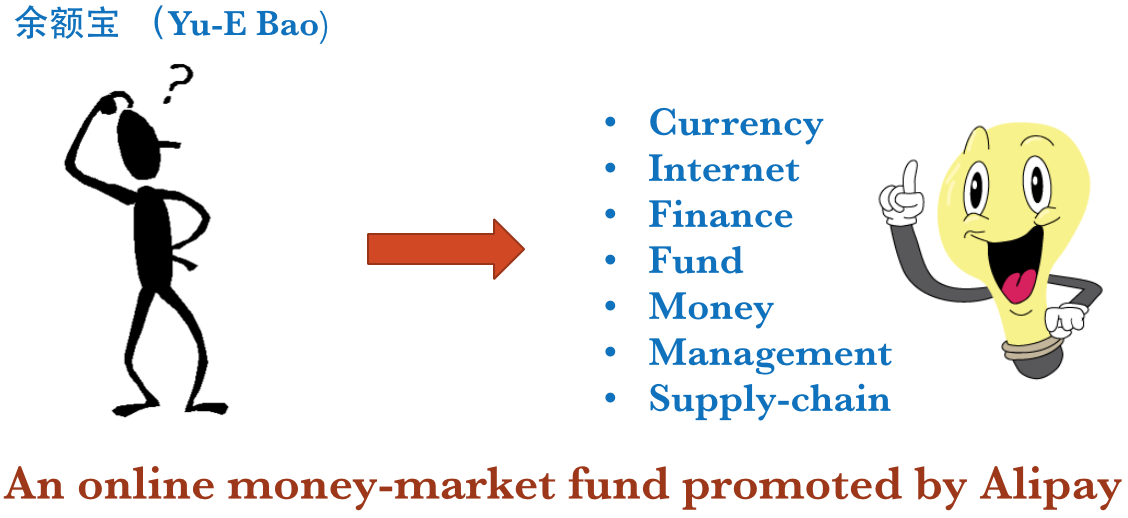 余额宝 （Yu-E Bao)
?
• Currency
• Internet
• Finance
• Fund
• Money
• Management
• Supply-chain
An online money-market fund promoted by Alipay